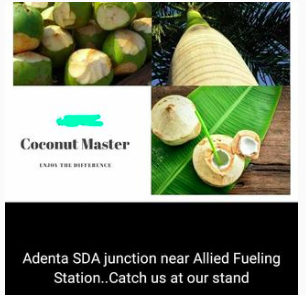 Coconut Master
ENJOY THE DIFFERENCE
Adenta SDA junction near Allied Fueling
Station..Catch us at our stand